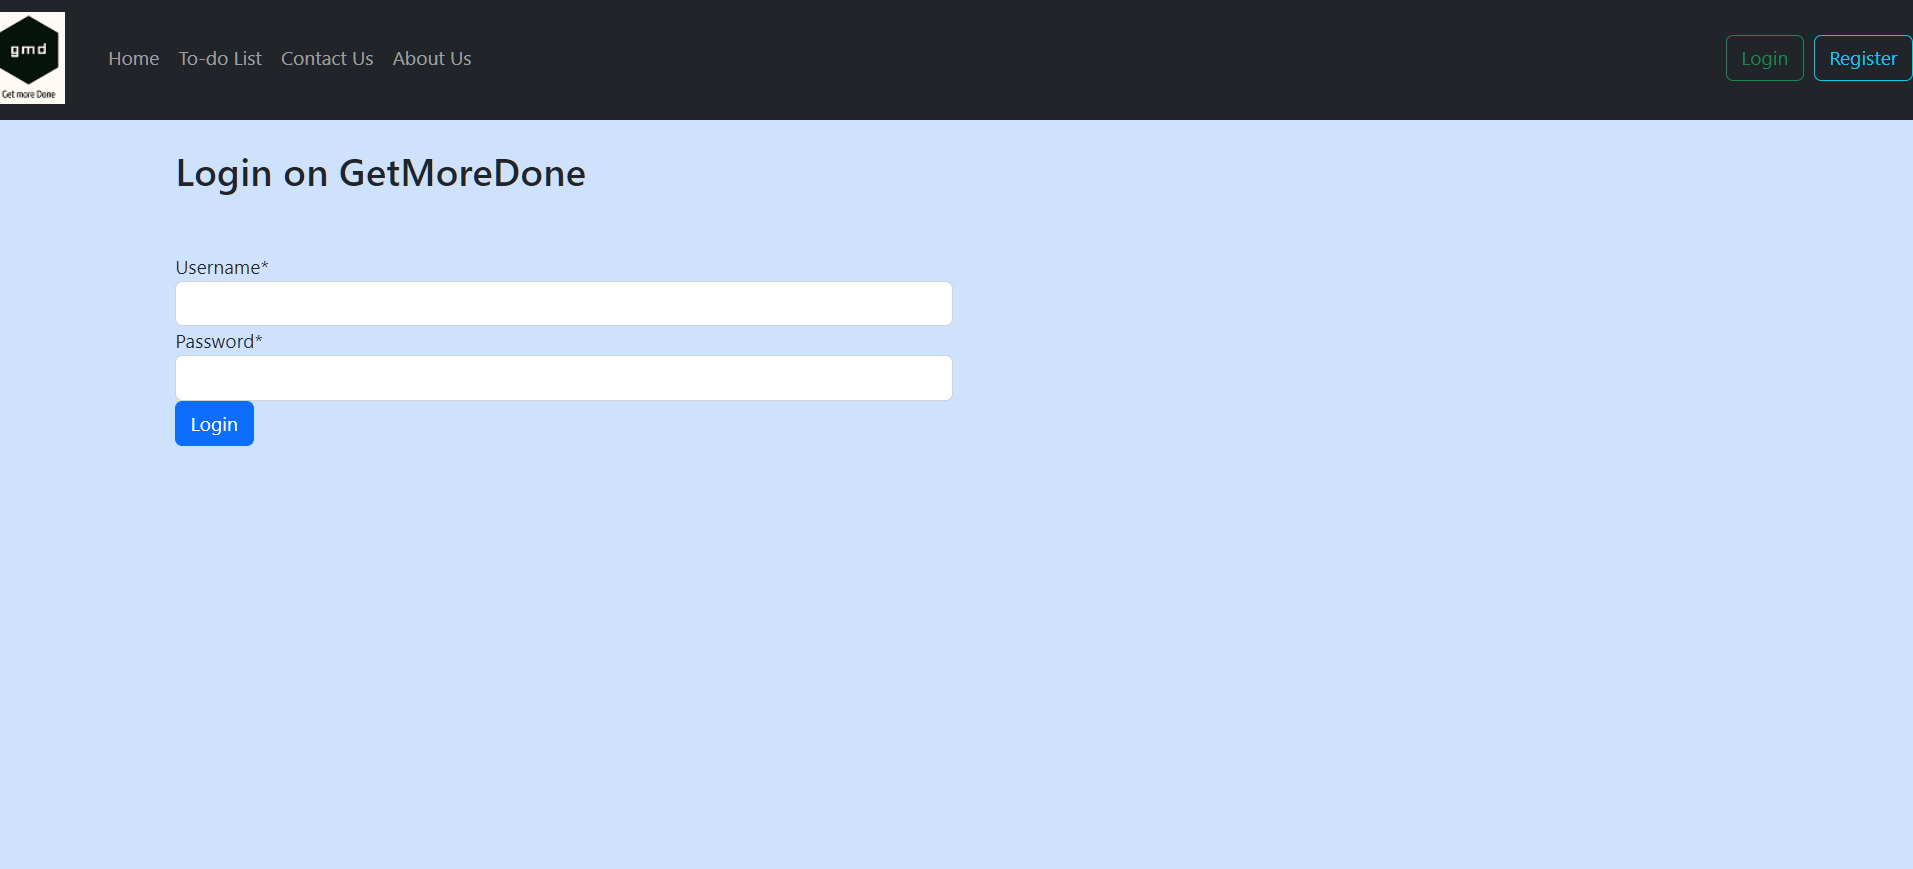 gmd
Get more Done
Home To-do List Contact Us About Us Login Register
Login on GetMoreDone
Username*
Password*
Login